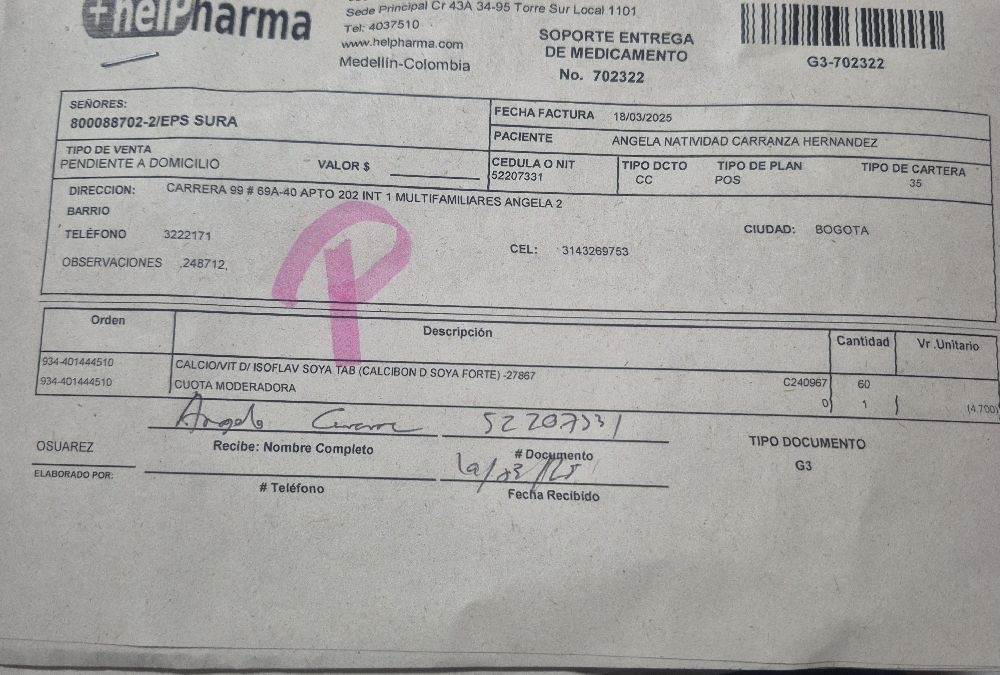 +helPharma
Sede Principal Cr 43A 34-95 Torre Sur Local 1101
Tel: 4037510
www.helpharma.com
Medellín-Colombia
SOPORTE ENTREGA
DE MEDICAMENTO
No. 702322
G3-702322
SEÑORES:
800088702-2/EPS SURA
FECHA FACTURA 18/03/2025
PACIENTE ANGELA NATIVIDAD CARRANZA HERNANDEZ
TIPO DE VENTA
PENDIENTE A DOMICILIO VALOR $
CEDULA O NIT
52207331
TIPO DCTO
CC
TIPO DE PLAN
POS
TIPO DE CARTERA
35
DIRECCION: CARRERA 99 # 69A-40 APTO 202 INT 1 MULTIFAMILIARES ANGELA 2
BARRIO
CIUDAD: BOGOTA
TELÉFONO 3222171
CEL: 3143269753
OBSERVACIONES ,248712,
P
Orden Descripción Cantidad Vr .Unitario
934-401444510 CALCIO/VIT D/ ISOFLAV SOYA TAB (CALCIBON D SOYA FORTE) -27867 C240967 60
934-401444510 CUOTA MODERADORA 0 1 (4.700)
Angela 52207331
OSUAREZ Recibe: Nombre Completo # Documento
TIPO DOCUMENTO
G3
ELABORADO POR:
# Teléfono Fecha Recibido